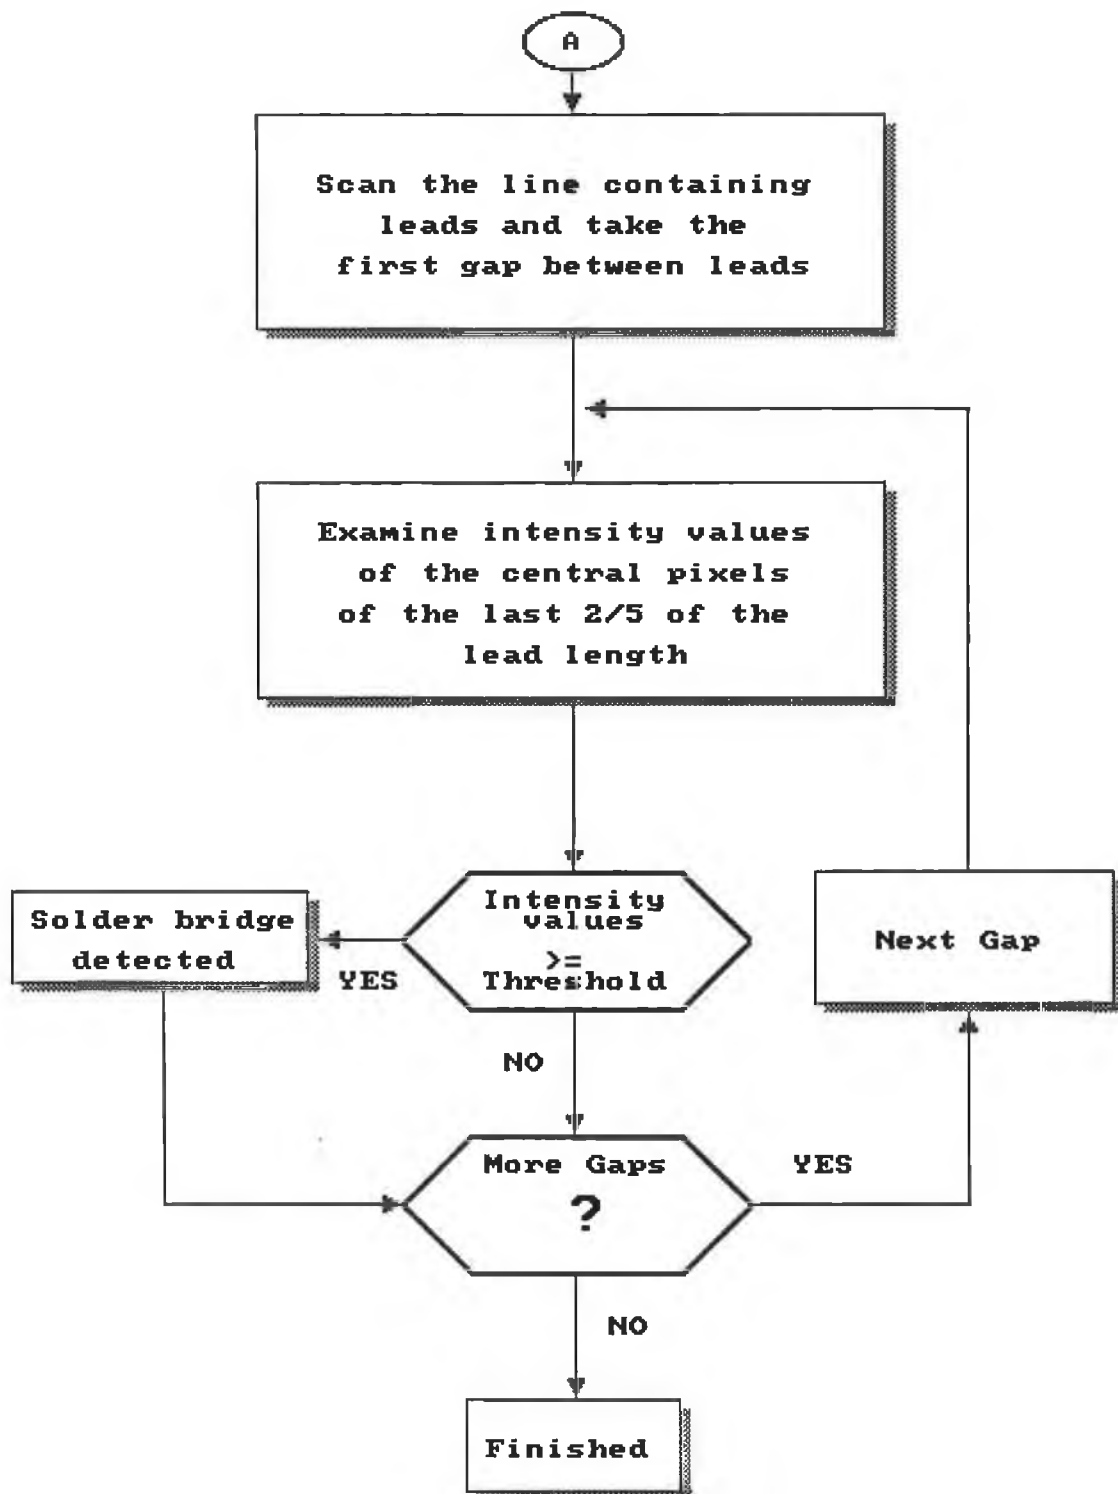 A
Scan the line containing
leads and take the
first gap between leads
Examine intensity values
of the central pixels
of the last 2/5 of the
lead length
Intensity
values
>=
Threshold
YES
Solder bridge
detected
Next Gap
NO
More Gaps
?
YES
NO
Finished